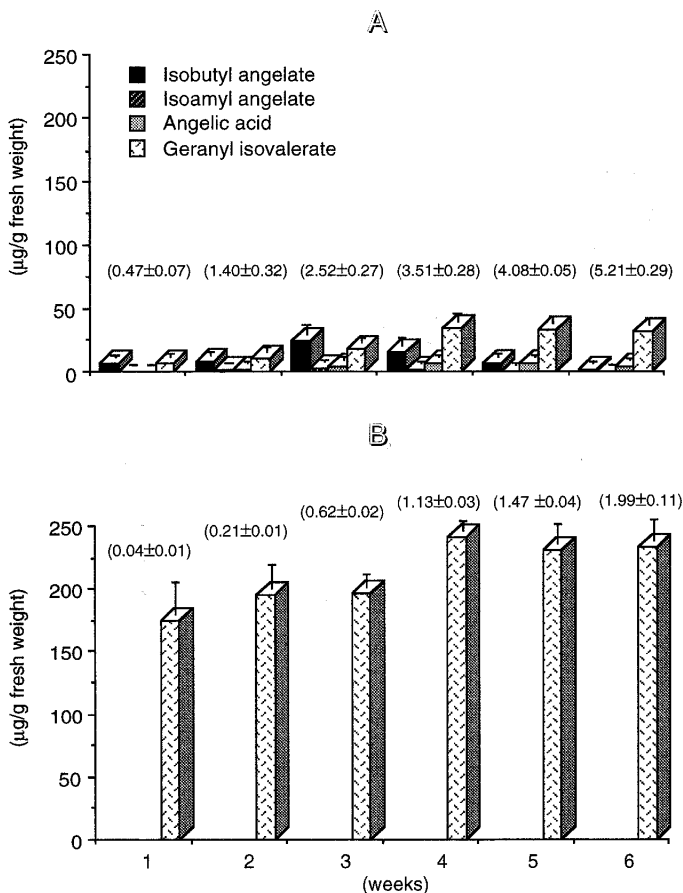 A
250
200
150
100
50
0
(µg/g fresh weight)
Isobutyl angelate
Isoamyl angelate
Angelic acid
Geranyl isovalerate
(0.47±0.07) (1.40±0.32) (2.52±0.27) (3.51±0.28) (4.08±0.05) (5.21±0.29)
B
250
200
150
100
50
0
(µg/g fresh weight)
(0.04±0.01) (0.21±0.01) (0.62±0.02) (1.13±0.03) (1.47 ±0.04) (1.99±0.11)
1 2 3 4 5 6
(weeks)